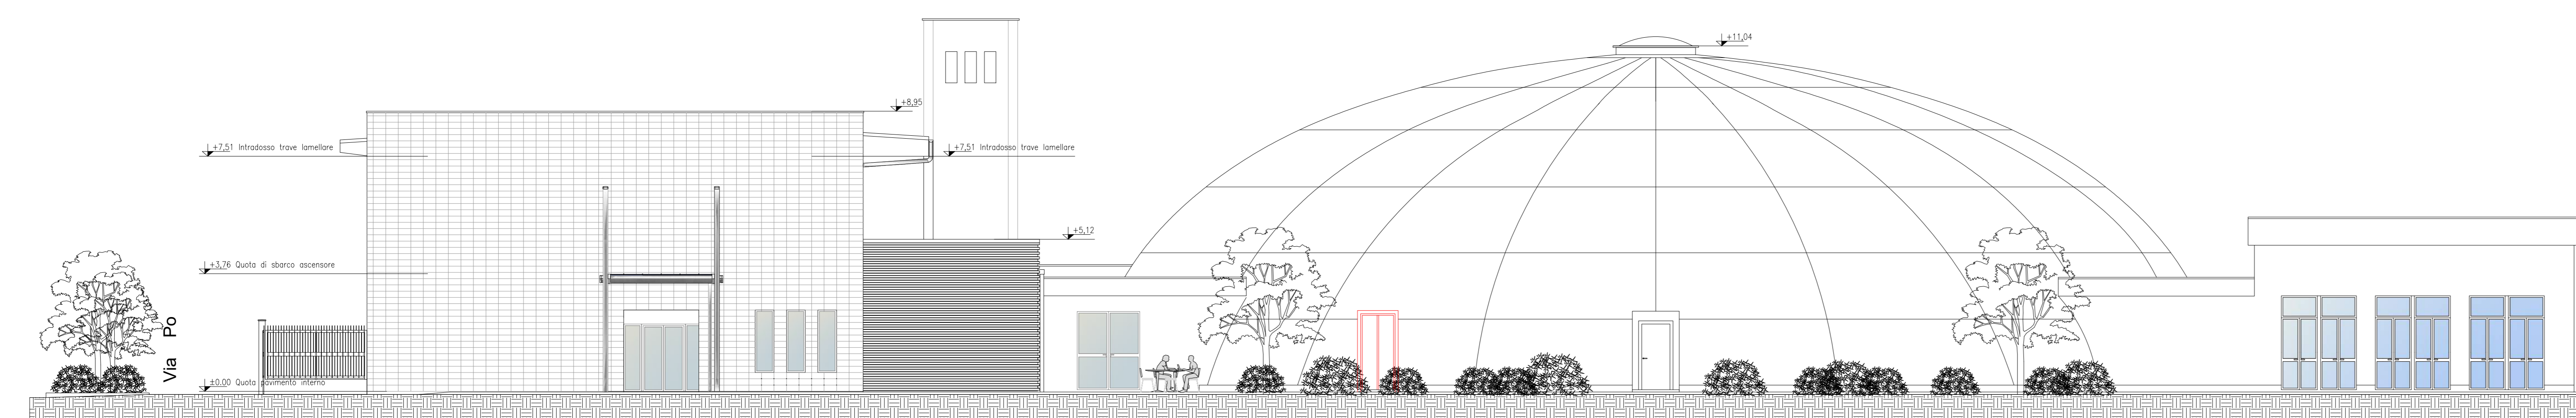 +11,04
+8,95
+7,51 Intradosso trave lamellare
+7,51 Intradosso trave lamellare
+5,12
+3,76 Quota di sbarco ascensore
Via Po
±0.00 Quota pavimento interno